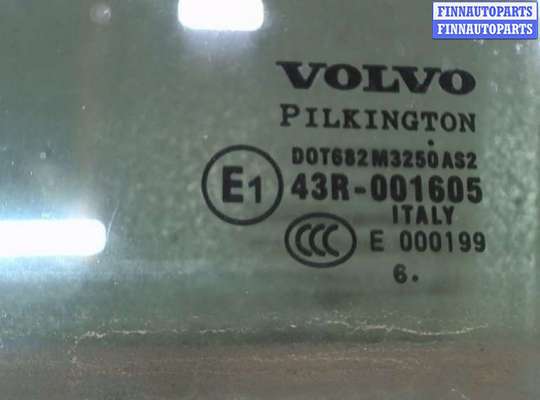 FINNAUTOPARTS
FINNAUTOPARTS
VOLVO
PILKINGTON
DOT682M3250AS2
E1 43R-001605
ITALY
CCC E 000199
6.